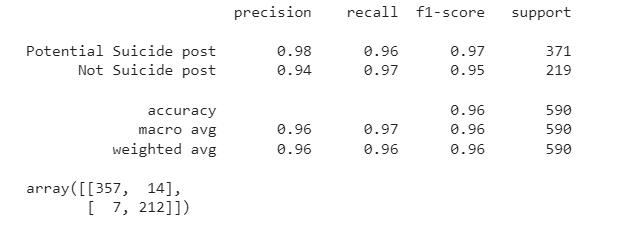 precision recall f1-score support
Potential Suicide post 0.98 0.96 0.97 371
Not Suicide post 0.94 0.97 0.95 219
accuracy 0.96 590
macro avg 0.96 0.97 0.96 590
weighted avg 0.96 0.96 0.96 590
array([[357, 14],
[ 7, 212]])